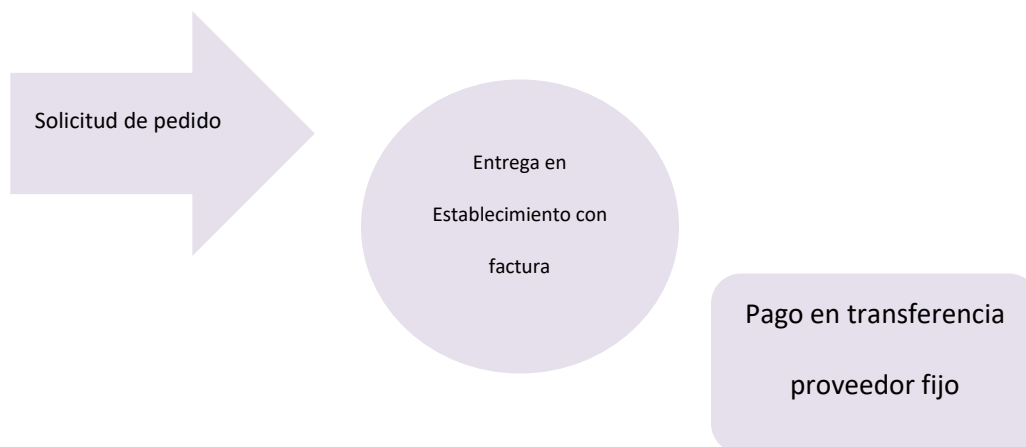 Solicitud de pedido
Entrega en
Establecimiento con
factura
Pago en transferencia
proveedor fijo